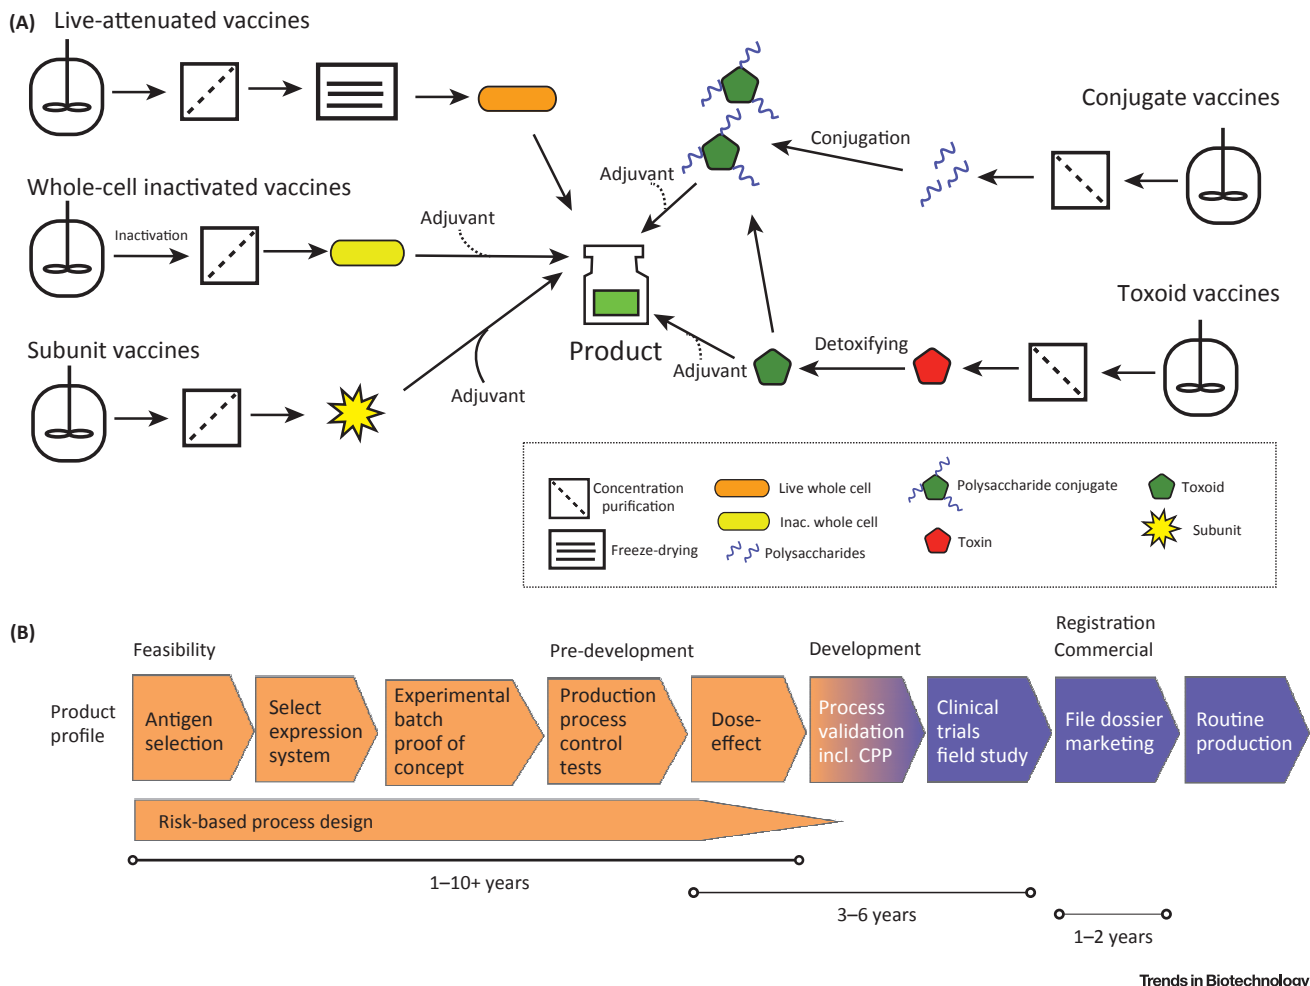 (A)
Live-attenuated vaccines
Whole-cell inactivated vaccines
Inactivation
Adjuvant
Subunit vaccines
Adjuvant
Adjuvant
Conjugation
Conjugate vaccines
Product
Adjuvant
Detoxifying
Toxoid vaccines
Concentration
purification
Freeze-drying
Live whole cell
Inac. whole cell
Polysaccharides
Polysaccharide conjugate
Toxin
Toxoid
Subunit
(B)
Feasibility
Pre-development
Development
Registration
Commercial
Product
profile
Antigen
selection
Select
expression
system
Experimental
batch
proof of
concept
Production
process
control
tests
Dose-
effect
Process
validation
incl. CPP
Clinical
trials
field study
File dossier
marketing
Routine
production
Risk-based process design
1–10+ years
3–6 years
1–2 years
Trends in Biotechnology